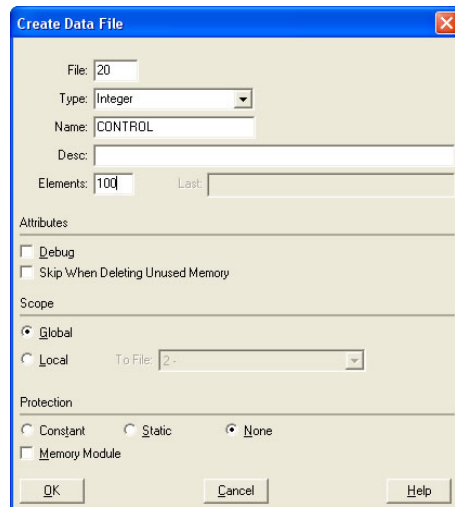 Create Data File
File: 20
Type: Integer
Name: CONTROL
Desc:
Elements: 100 Last:
Attributes
Debug
Skip When Deleting Unused Memory
Scope
Global
Local To File: 2 -
Protection
Constant Static None
Memory Module
OK Cancel Help